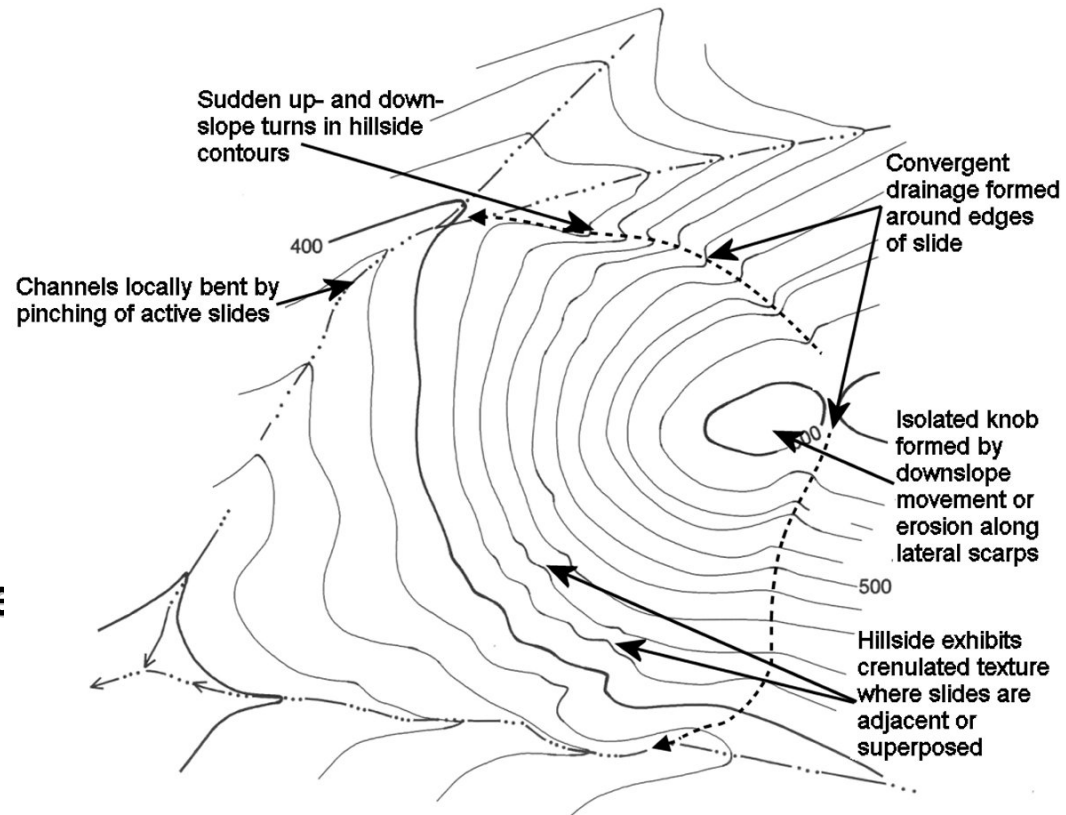 Sudden up- and down-
slope turns in hillside
contours
Convergent
drainage formed
around edges
of slide
400
Channels locally bent by
pinching of active slides
Isolated knob
formed by
downslope
movement or
erosion along
lateral scarps
500
Hillside exhibits
crenulated texture
where slides are
adjacent or
superposed